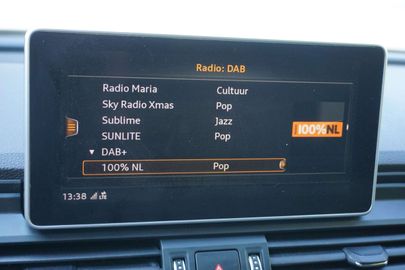 Radio: DAB
Radio Maria Cultuur
Sky Radio Xmas Pop
Sublime Jazz
SUNLITE Pop
100%NL
▼ DAB+
100% NL Pop
13:38 LTE